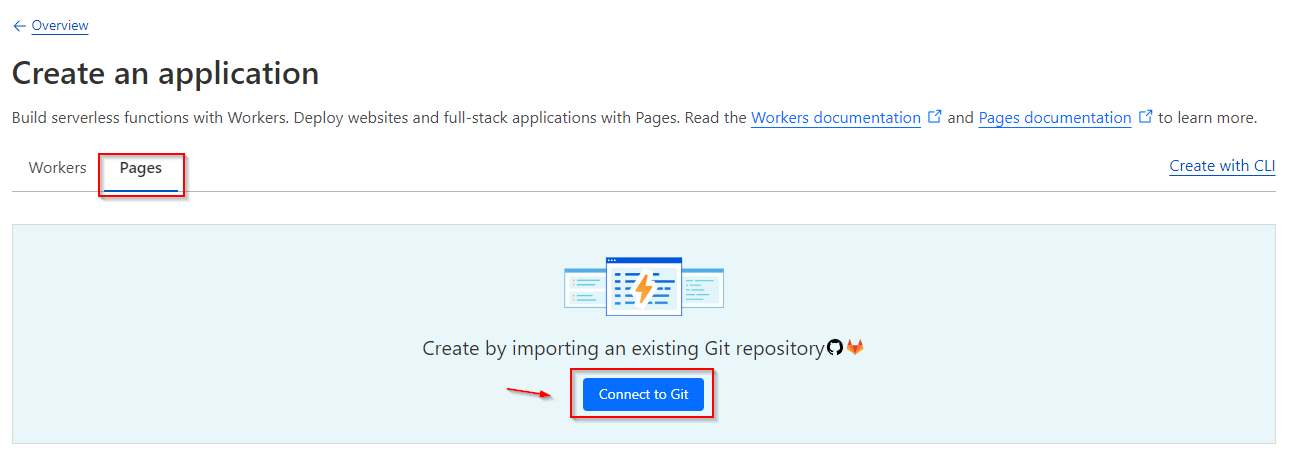 Overview
Create an application
Build serverless functions with Workers. Deploy websites and full-stack applications with Pages. Read the Workers documentation and Pages documentation to learn more.
Workers Pages Create with CLI
Create by importing an existing Git repository
Connect to Git